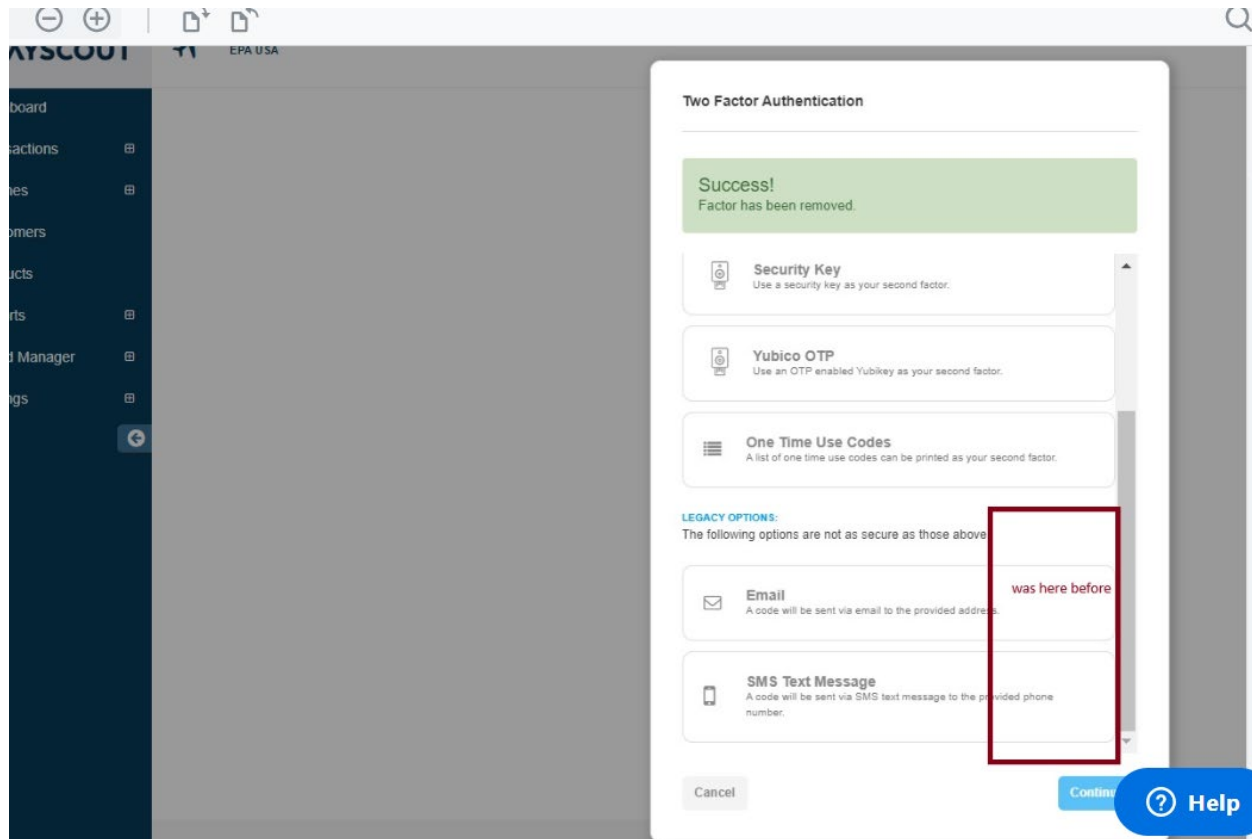 EPA USA
Two Factor Authentication
Success!
Factor has been removed.
Security Key
Use a security key as your second factor.
Yubico OTP
Use an OTP enabled Yubikey as your second factor.
One Time Use Codes
A list of one time use codes can be printed as your second factor.
LEGACY OPTIONS:
The following options are not as secure as those above
was here before
Email
A code will be sent via email to the provided address.
SMS Text Message
A code will be sent via SMS text message to the provided phone
number.
Cancel
Continu
Help
board
sactions
omers
ucts
rts
d Manager
ngs